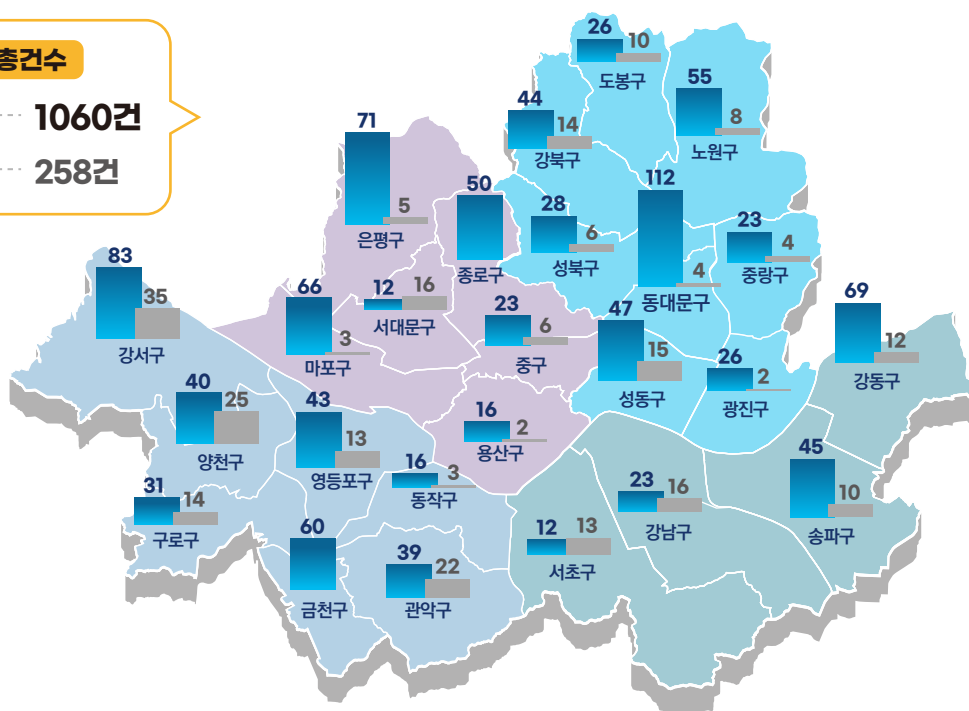 총건수
1060건
258건
26
10
도봉구
55
8
노원구
44
14
강북구
71
5
은평구
50
종로구
28
6
성북구
112
4
동대문구
23
4
중랑구
83
35
강서구
66
3
마포구
12
16
서대문구
23
6
중구
47
15
성동구
26
2
광진구
69
12
강동구
40
25
양천구
43
13
영등포구
16
2
용산구
16
3
동작구
45
10
송파구
31
14
구로구
23
16
강남구
12
13
서초구
60
금천구
39
22
관악구